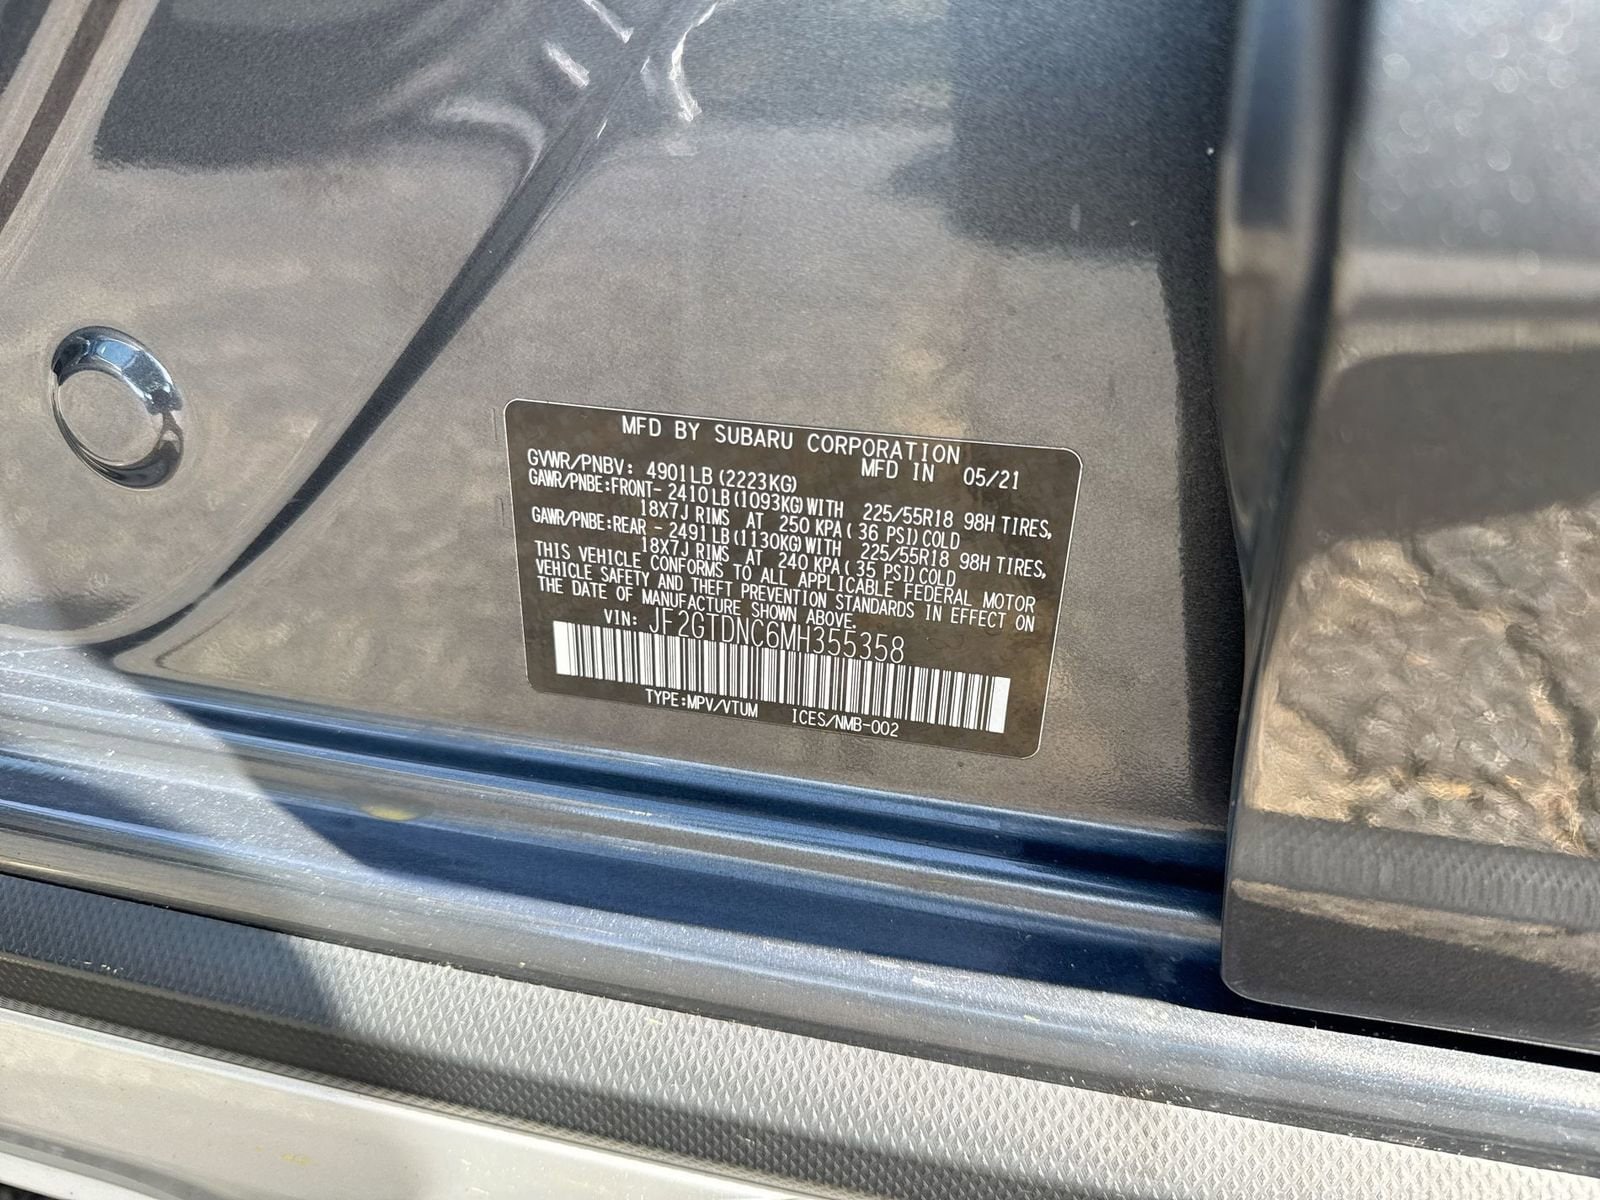 MFD BY SUBARU CORPORATION
GVWR/PNBV: 4901LB (2223KG) MFD IN 05/21
GAWR/PNBE:FRONT- 2410LB(1093KG)WITH 225/55R18 98H TIRES,
18X7J RIMS AT 250 KPA( 36 PSI)COLD
GAWR/PNBE:REAR - 2491LB(1130KG)WITH 225/55R18 98H TIRES,
18X7J RIMS AT 240 KPA( 35 PSI)COLD
THIS VEHICLE CONFORMS TO ALL APPLICABLE FEDERAL MOTOR
VEHICLE SAFETY AND THEFT PREVENTION STANDARDS IN EFFECT ON
THE DATE OF MANUFACTURE SHOWN ABOVE.
VIN: JF2GTDNC6MH355358
TYPE:MPV/VTUM ICES/NMB-002